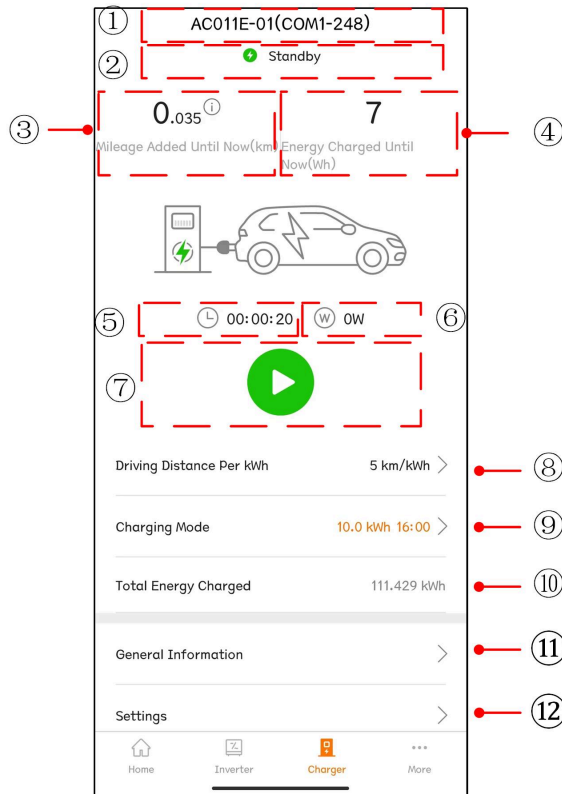 ① AC011E-01(COM1-248)
② Standby
③ 0.035 i 7 ④
Mileage Added Until Now(km) Energy Charged Until
Now(Wh)
⑤ 00:00:20 W 0W ⑥
⑦
Driving Distance Per kWh 5 km/kWh ⑧
Charging Mode 10.0 kWh 16:00 ⑨
Total Energy Charged 111.429 kWh ⑩
General Information ⑪
Settings ⑫
Home Inverter Charger More